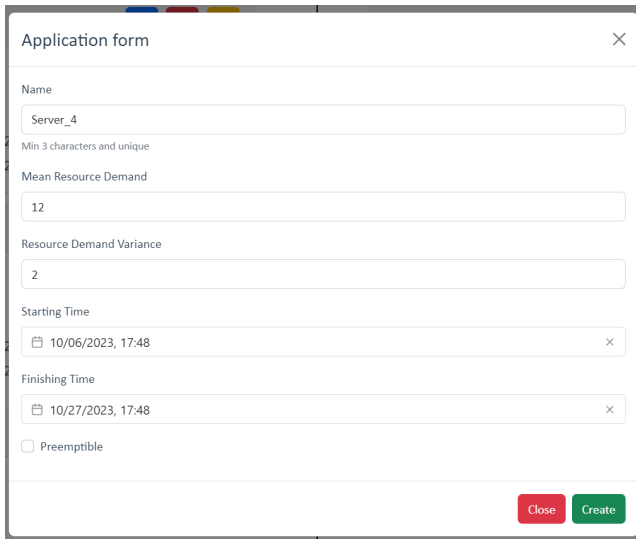 Application form
Name
Server_4
Min 3 characters and unique
Mean Resource Demand
12
Resource Demand Variance
2
Starting Time
10/06/2023, 17:48
Finishing Time
10/27/2023, 17:48
Preemptible
Close Create